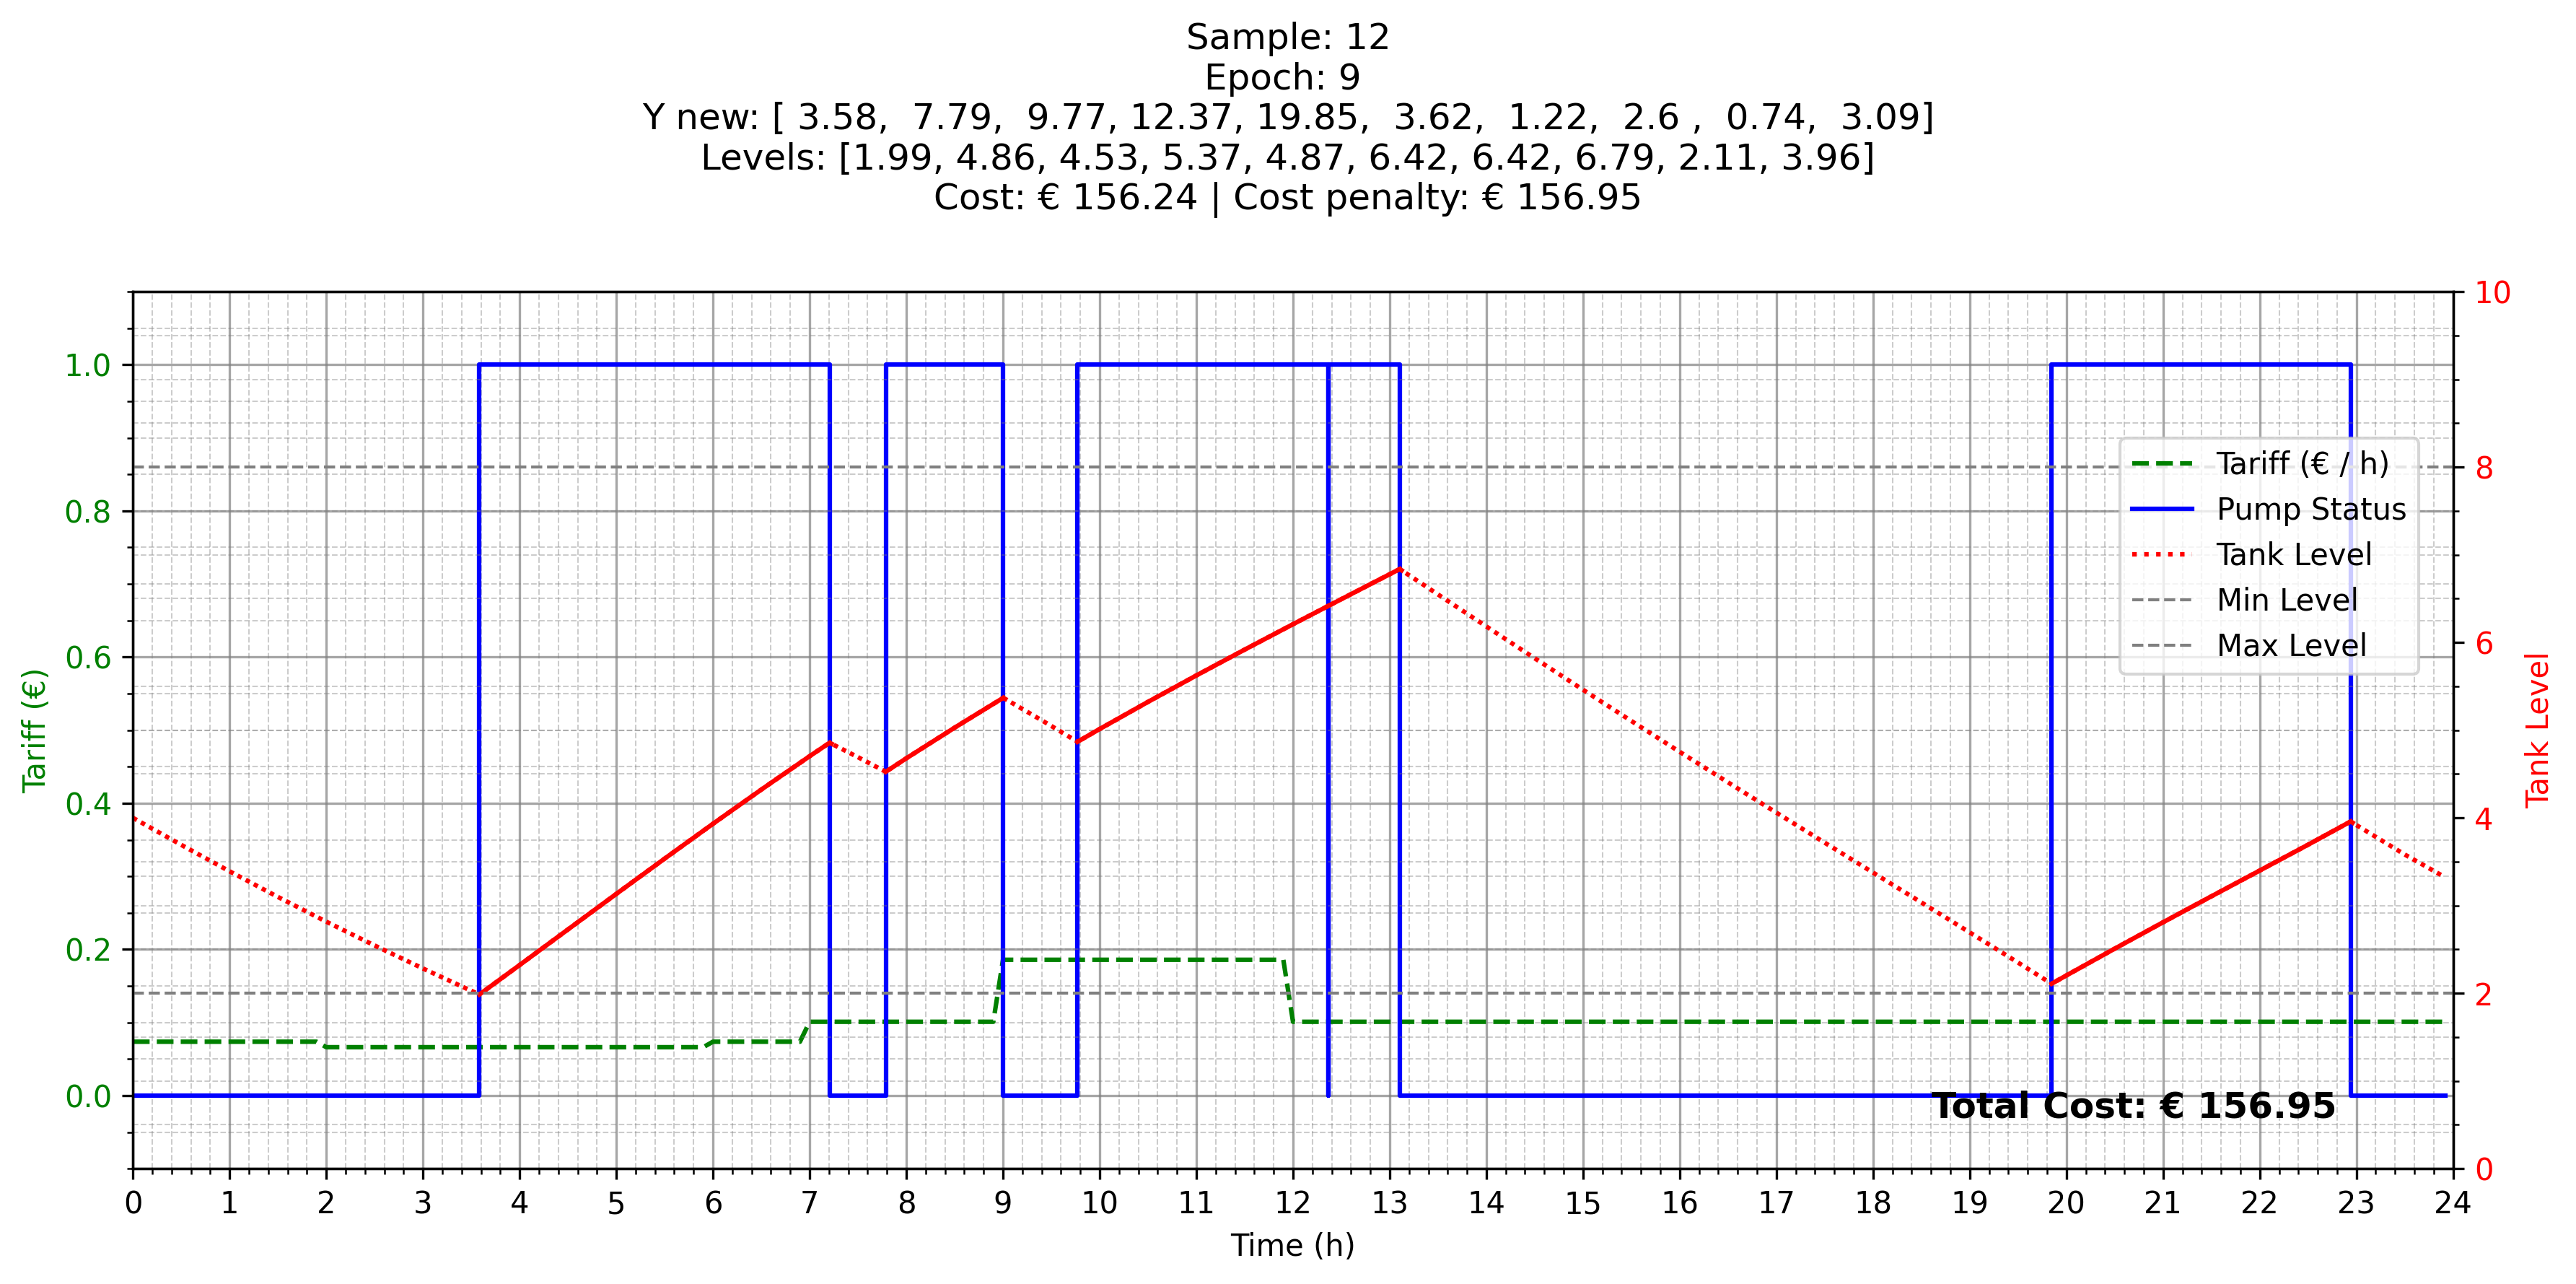 Sample: 12
Epoch: 9
Y new: [ 3.58,  7.79,  9.77, 12.37, 19.85,  3.62,  1.22,  2.6 ,  0.74,  3.09]
Levels: [1.99, 4.86, 4.53, 5.37, 4.87, 6.42, 6.42, 6.79, 2.11, 3.96]
Cost: € 156.24 | Cost penalty: € 156.95
Tariff (€)
1.0
0.8
0.6
0.4
0.2
0.0
10
8
6
4
2
0
Tank Level
Tariff (€ / h)
Pump Status
Tank Level
Min Level
Max Level
Total Cost: € 156.95
0 1 2 3 4 5 6 7 8 9 10 11 12 13 14 15 16 17 18 19 20 21 22 23 24
Time (h)